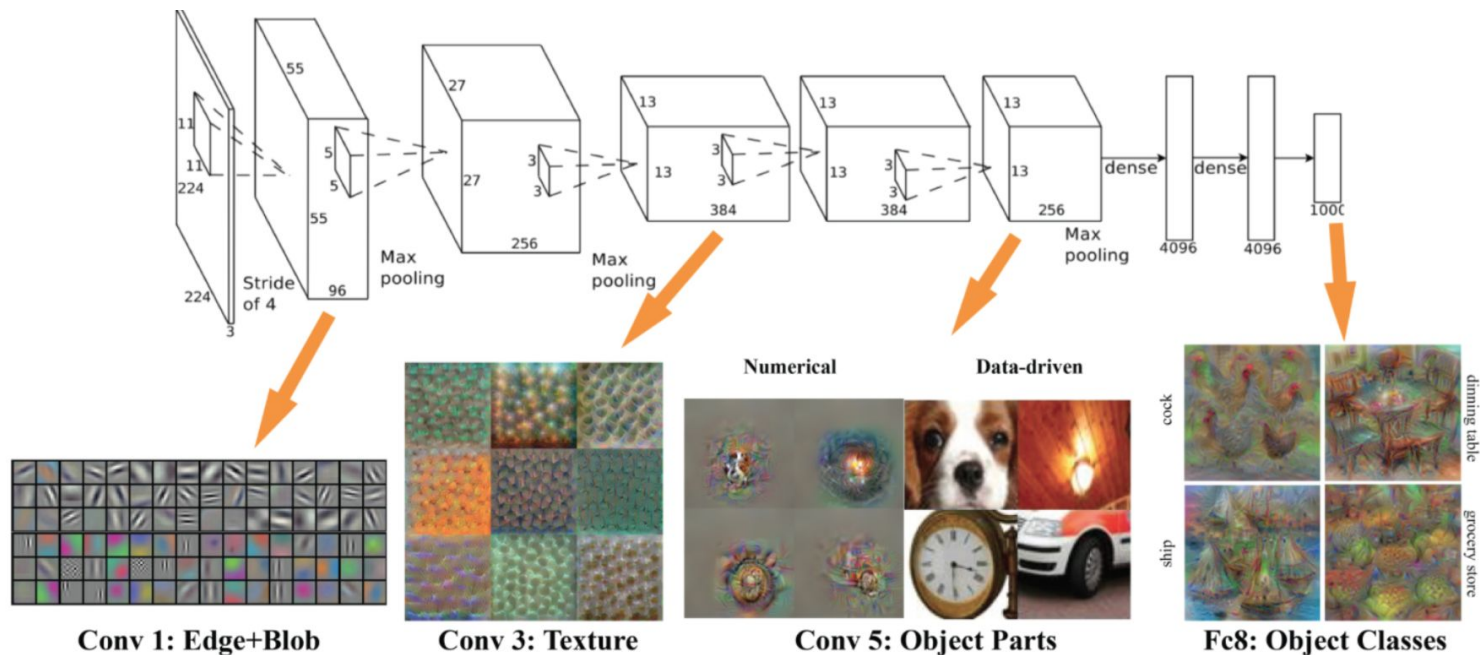 55
27
13
13
13
11
5
3
3
3
11
5
3
3
3
224
55
27
13
13
13
dense
dense
224
Stride
of 4
96
3
Max
pooling
256
Max
pooling
384
384
256
Max
pooling
4096
4096
1000
Numerical
Data-driven
cock
dinning table
ship
grocery store
Conv 1: Edge+Blob
Conv 3: Texture
Conv 5: Object Parts
Fc8: Object Classes